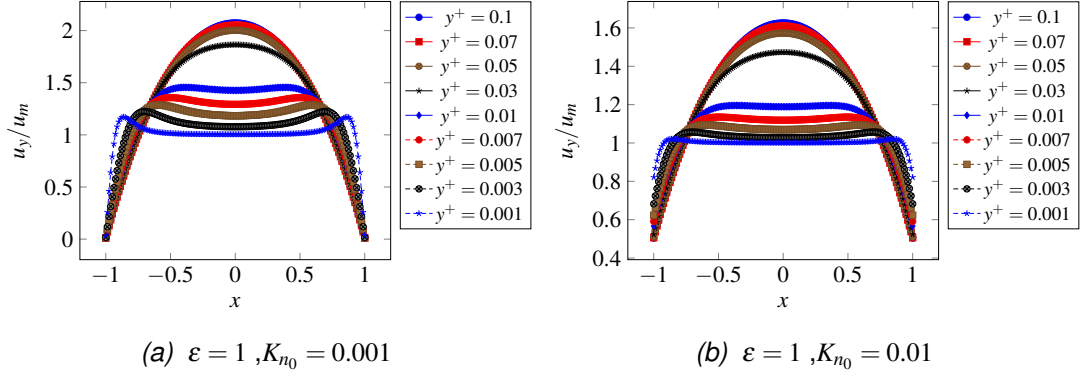 2
1.5
1
0.5
0
−1
−0.5
0
0.5
1
x
u_y/u_m
y⁺ = 0.1
y⁺ = 0.07
y⁺ = 0.05
y⁺ = 0.03
y⁺ = 0.01
y⁺ = 0.007
y⁺ = 0.005
y⁺ = 0.003
y⁺ = 0.001
(a) ε = 1 ,K_{n_0} = 0.001
1.6
1.4
1.2
1
0.8
0.6
0.4
−1
−0.5
0
0.5
1
x
u_y/u_m
y⁺ = 0.1
y⁺ = 0.07
y⁺ = 0.05
y⁺ = 0.03
y⁺ = 0.01
y⁺ = 0.007
y⁺ = 0.005
y⁺ = 0.003
y⁺ = 0.001
(b) ε = 1 ,K_{n_0} = 0.01